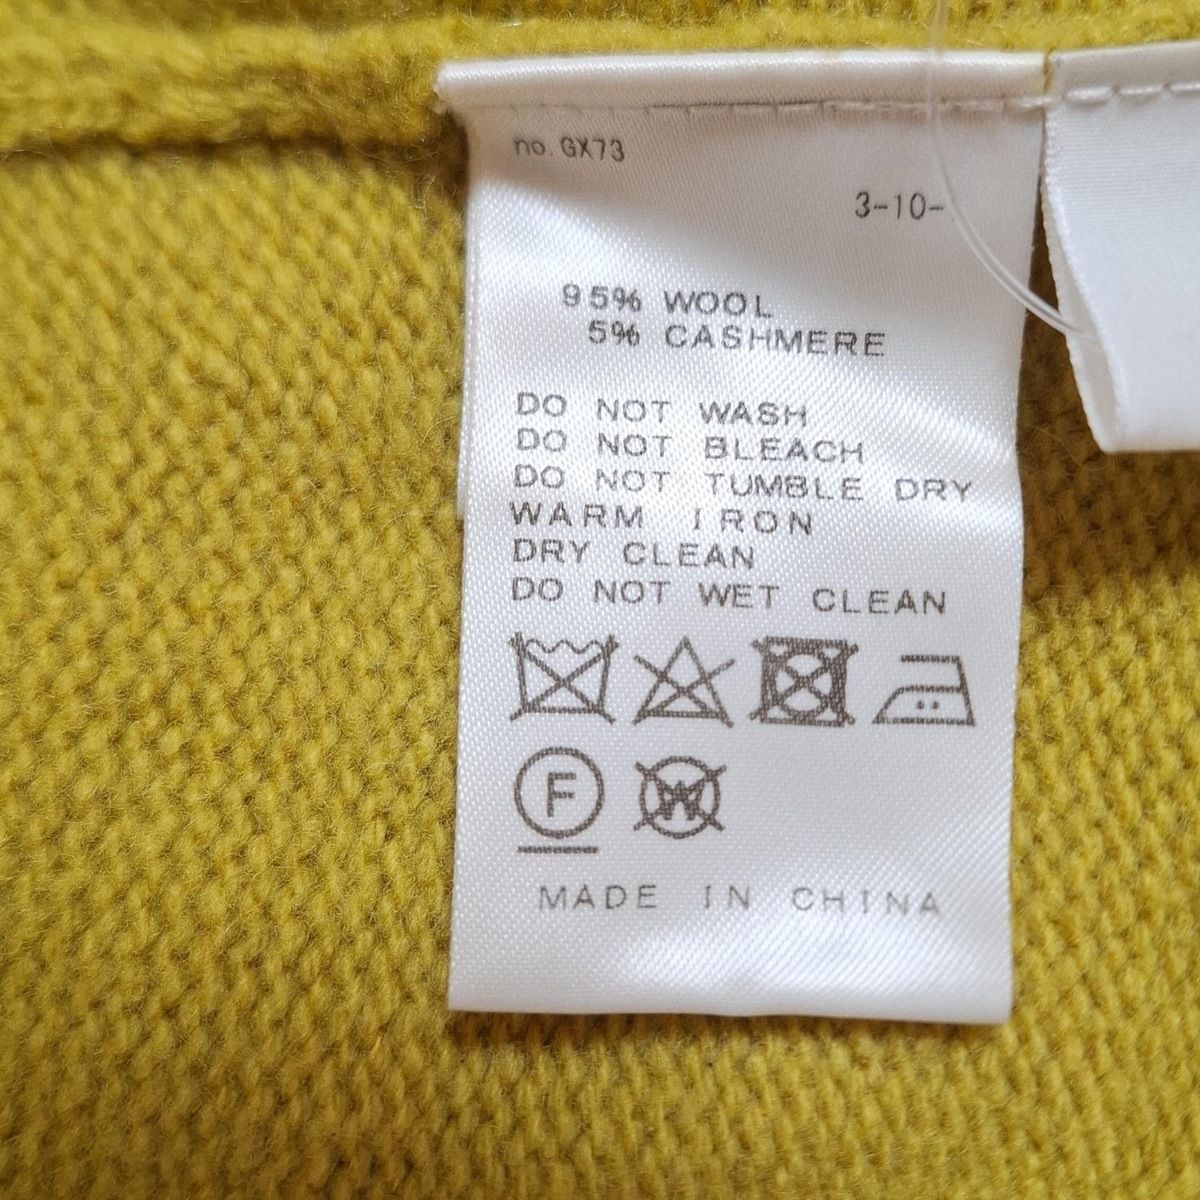 no. GX73
3-10-
95% WOOL
5% CASHMERE
DO NOT WASH
DO NOT BLEACH
DO NOT TUMBLE DRY
WARM IRON
DRY CLEAN
DO NOT WET CLEAN
F W
MADE IN CHINA